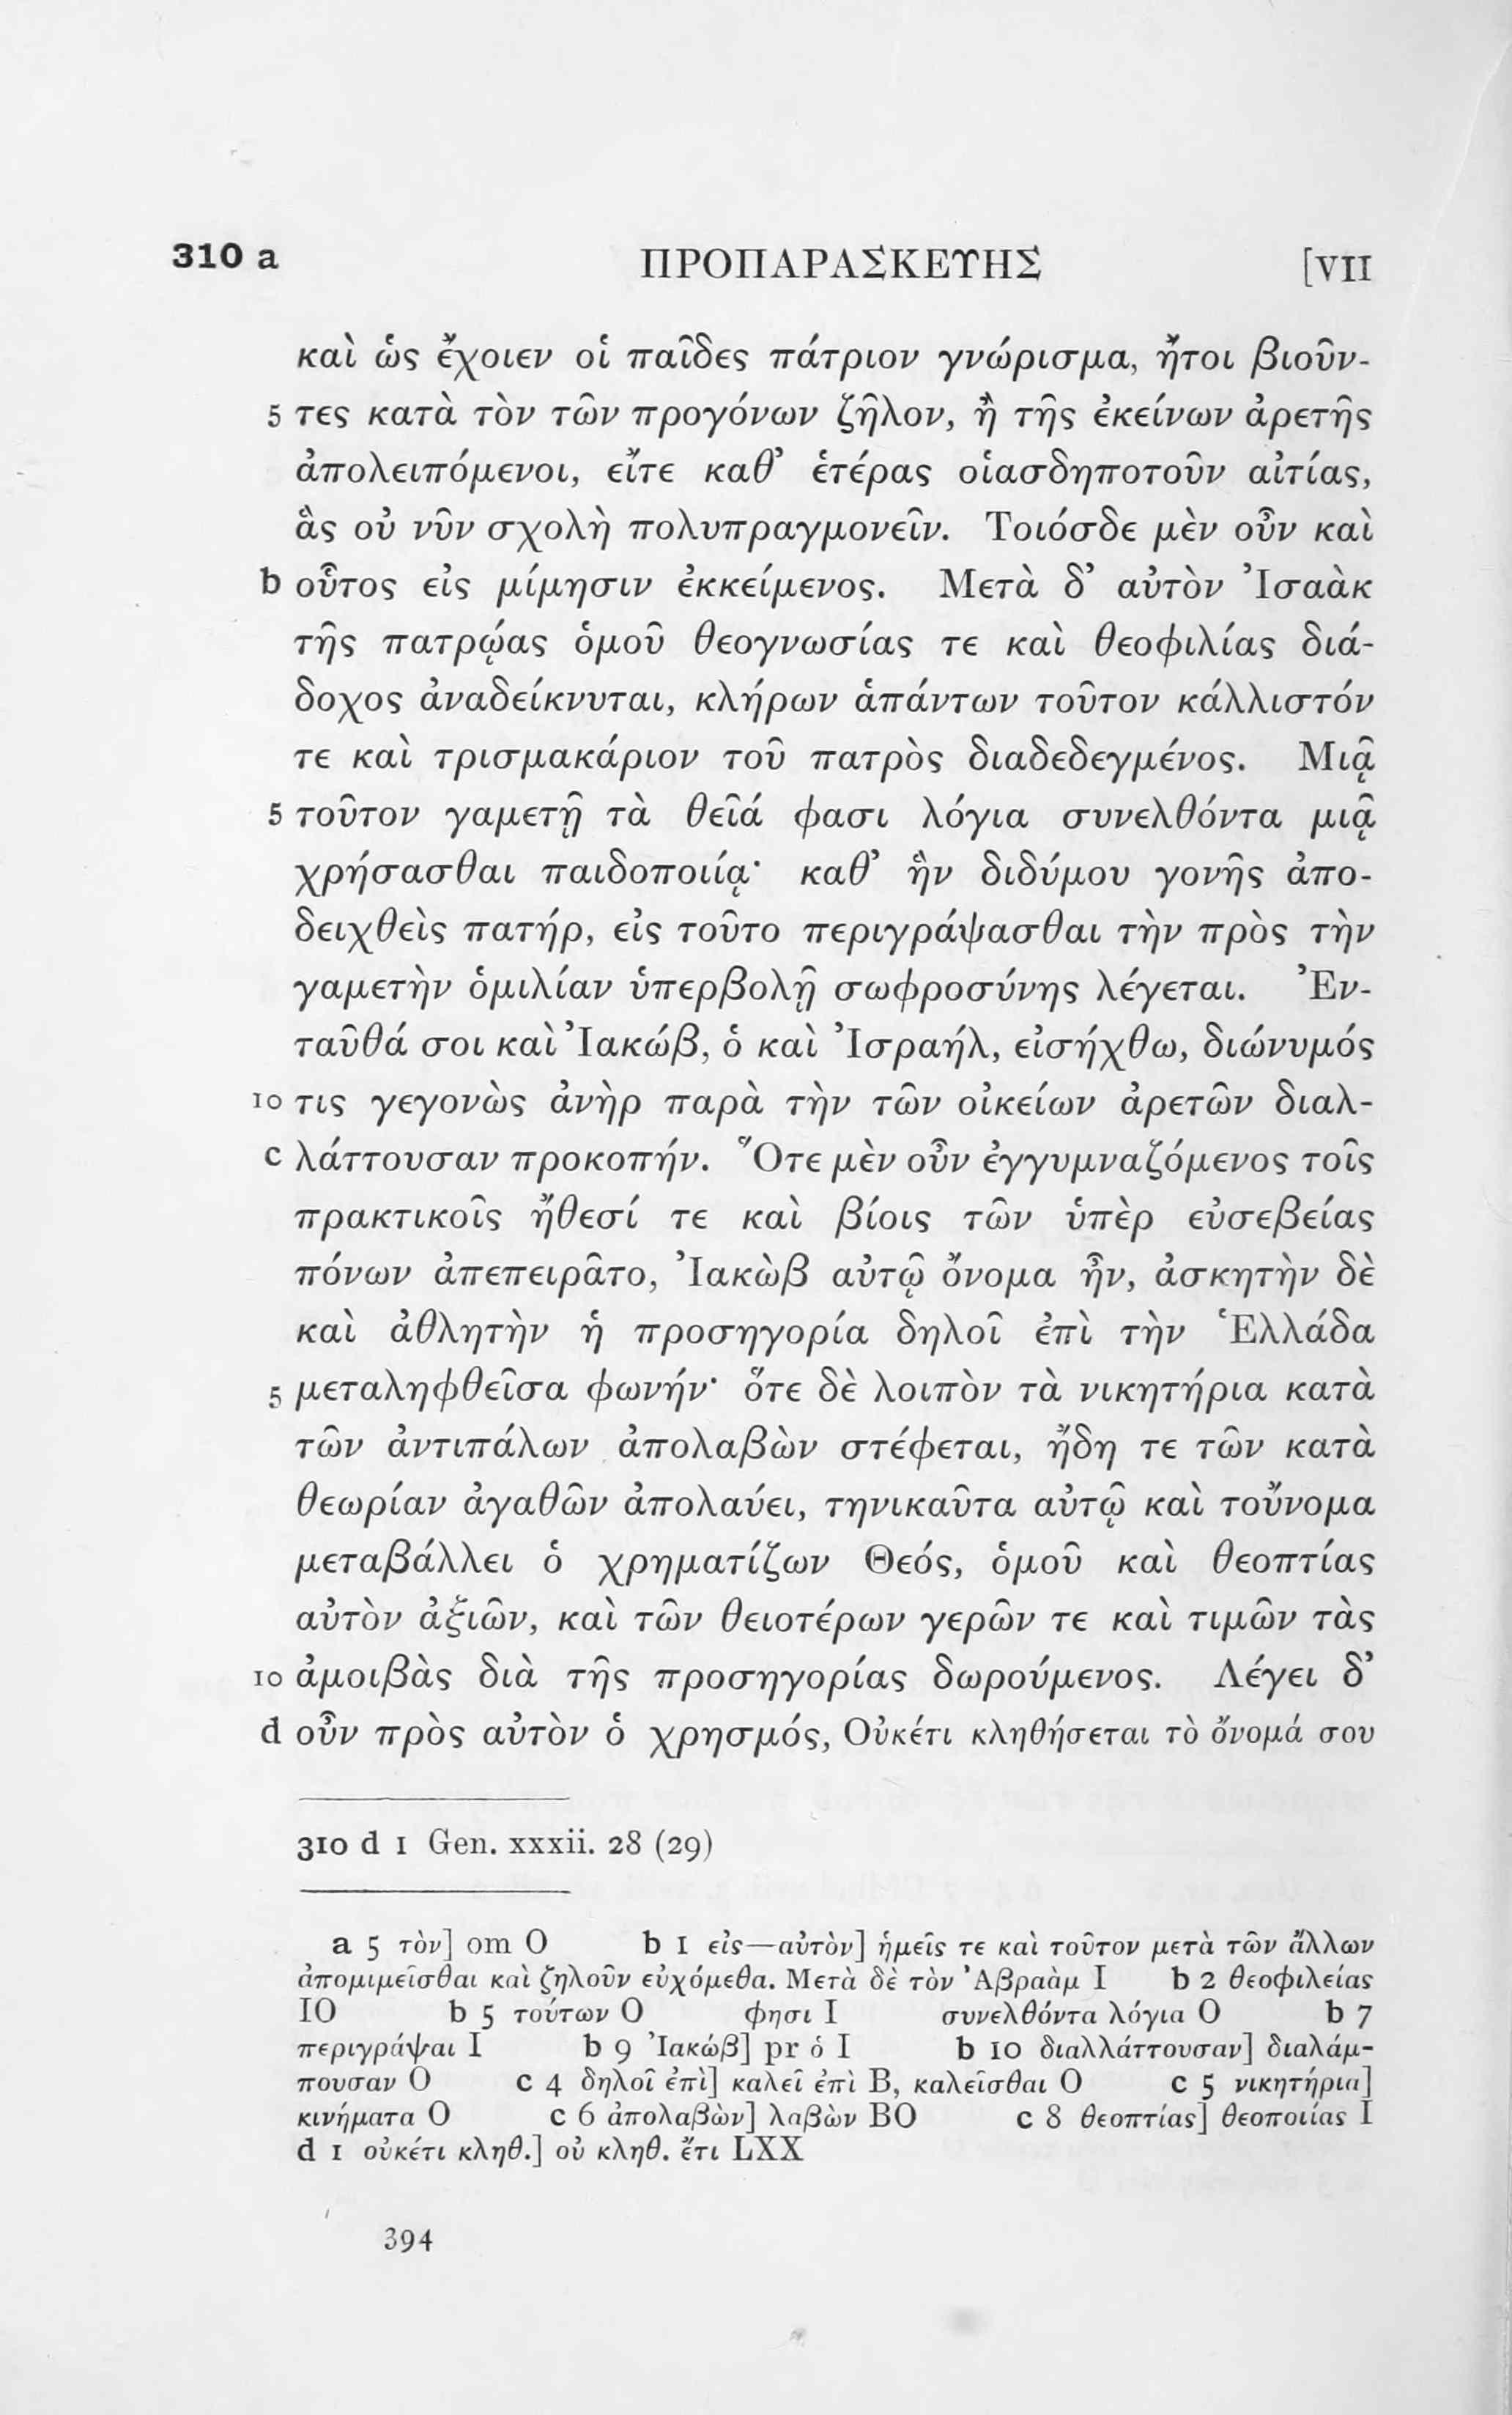 310 a ΠΡΟΠΑΡΑΣΚΕΥΗΣ [VII
καὶ ὡς ἔχοιεν οἱ παῖδες πάτριον γνώρισμα, ἤτοι βιοῦν-
5 τες κατὰ τὸν τῶν προγόνων ζῆλον, ἢ τῆς ἐκείνων ἀρετῆς
ἀπολειπόμενοι, εἴτε καθ’ ἑτέρας οἱασδηποτοῦν αἰτίας,
ἃς οὐ νῦν σχολὴ πολυπραγμονεῖν. Τοιόσδε μὲν οὖν καὶ
b οὗτος εἰς μίμησιν ἐκκείμενος. Μετὰ δ’ αὐτὸν Ἰσαὰκ
τῆς πατρῴας ὁμοῦ θεογνωσίας τε καὶ θεοφιλίας διά-
δοχος ἀναδείκνυται, κλήρων ἁπάντων τοῦτον κάλλιστόν
τε καὶ τρισμακάριον τοῦ πατρὸς διαδεδεγμένος. Μιᾷ
5 τοῦτον γαμετῇ τὰ θεῖά φασι λόγια συνελθόντα μιᾷ
χρήσασθαι παιδοποιίᾳ· καθ’ ἣν διδύμου γονῆς ἀπο-
δειχθεὶς πατήρ, εἰς τοῦτο περιγράψασθαι τὴν πρὸς τὴν
γαμετὴν ὁμιλίαν ὑπερβολῇ σωφροσύνης λέγεται. Ἐν-
ταῦθά σοι καὶ Ἰακώβ, ὁ καὶ Ἰσραήλ, εἰσήχθω, διώνυμός
10 τις γεγονὼς ἀνὴρ παρὰ τὴν τῶν οἰκείων ἀρετῶν διαλ-
c λάττουσαν προκοπήν. Ὅτε μὲν οὖν ἐγγυμναζόμενος τοῖς
πρακτικοῖς ἤθεσί τε καὶ βίοις τῶν ὑπὲρ εὐσεβείας
πόνων ἀπεπειρᾶτο, Ἰακὼβ αὐτῷ ὄνομα ἦν, ἀσκητὴν δὲ
καὶ ἀθλητὴν ἡ προσηγορία δηλοῖ ἐπὶ τὴν Ἑλλάδα
5 μεταληφθεῖσα φωνήν· ὅτε δὲ λοιπὸν τὰ νικητήρια κατὰ
τῶν ἀντιπάλων ἀπολαβὼν στέφεται, ἤδη τε τῶν κατὰ
θεωρίαν ἀγαθῶν ἀπολαύει, τηνικαῦτα αὐτῷ καὶ τοὔνομα
μεταβάλλει ὁ χρηματίζων Θεός, ὁμοῦ καὶ θεοπτίας
αὐτὸν ἀξιῶν, καὶ τῶν θειοτέρων γερῶν τε καὶ τιμῶν τὰς
10 ἀμοιβὰς διὰ τῆς προσηγορίας δωρούμενος. Λέγει δ’
d οὖν πρὸς αὐτὸν ὁ χρησμός, Οὐκέτι κληθήσεται τὸ ὄνομά σου
310 d 1 Gen. xxxii. 28 (29)
a 5 τὸν] om O b 1 εἰς—αὐτὸν] ἡμεῖς τε καὶ τοῦτον μετὰ τῶν ἄλλων
ἀπομιμεῖσθαι καὶ ζηλοῦν εὐχόμεθα. Μετὰ δὲ τὸν Ἀβραὰμ I b 2 θεοφιλείας
IO b 5 τούτων O φησι I συνελθόντα λόγια O b 7
περιγράψαι I b 9 Ἰακώβ] pr ὁ I b 10 διαλλάττουσαν] διαλάμ-
πουσαν O c 4 δηλοῖ ἐπὶ] καλεῖ ἐπὶ B, καλεῖσθαι O c 5 νικητήρια]
κινήματα O c 6 ἀπολαβὼν] λαβὼν BO c 8 θεοπτίας] θεοποιίας I
d 1 οὐκέτι κληθ.] οὐ κληθ. ἔτι LXX
394